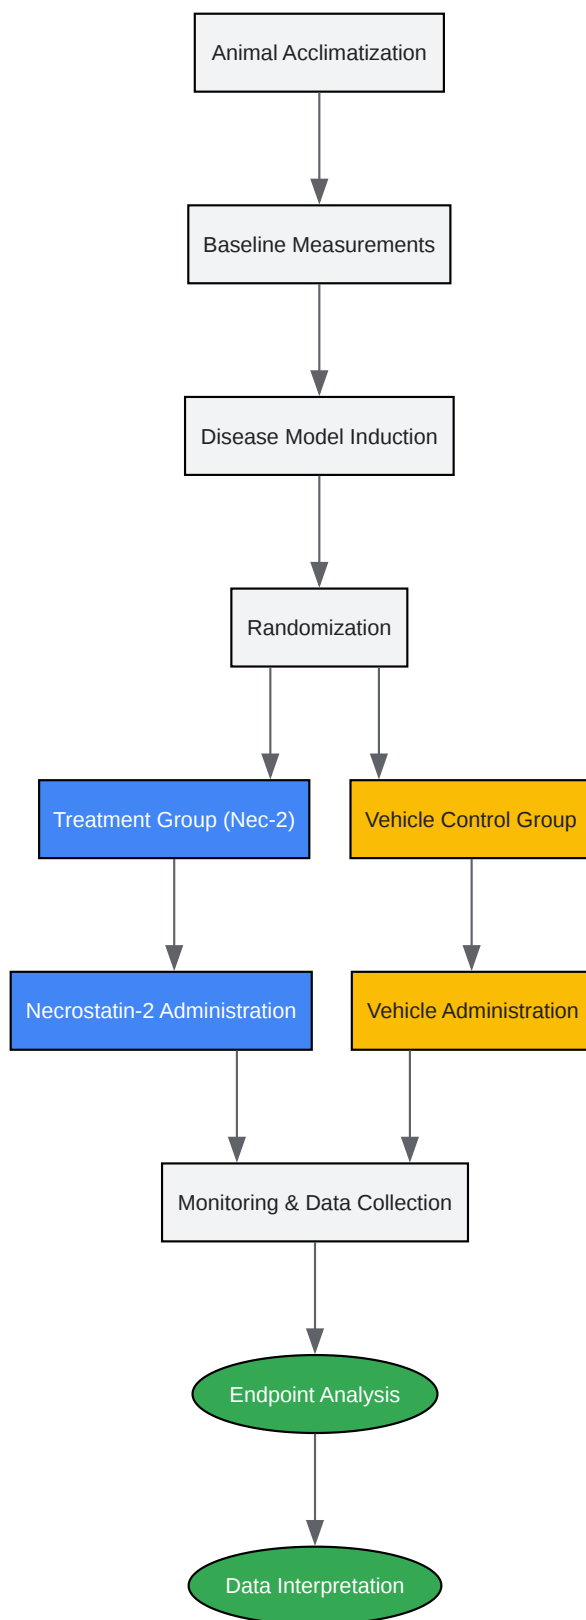 Animal Acclimatization
Baseline Measurements
Disease Model Induction
Randomization
Treatment Group (Nec-2)
Vehicle Control Group
Necrostatin-2 Administration
Vehicle Administration
Monitoring & Data Collection
Endpoint Analysis
Data Interpretation